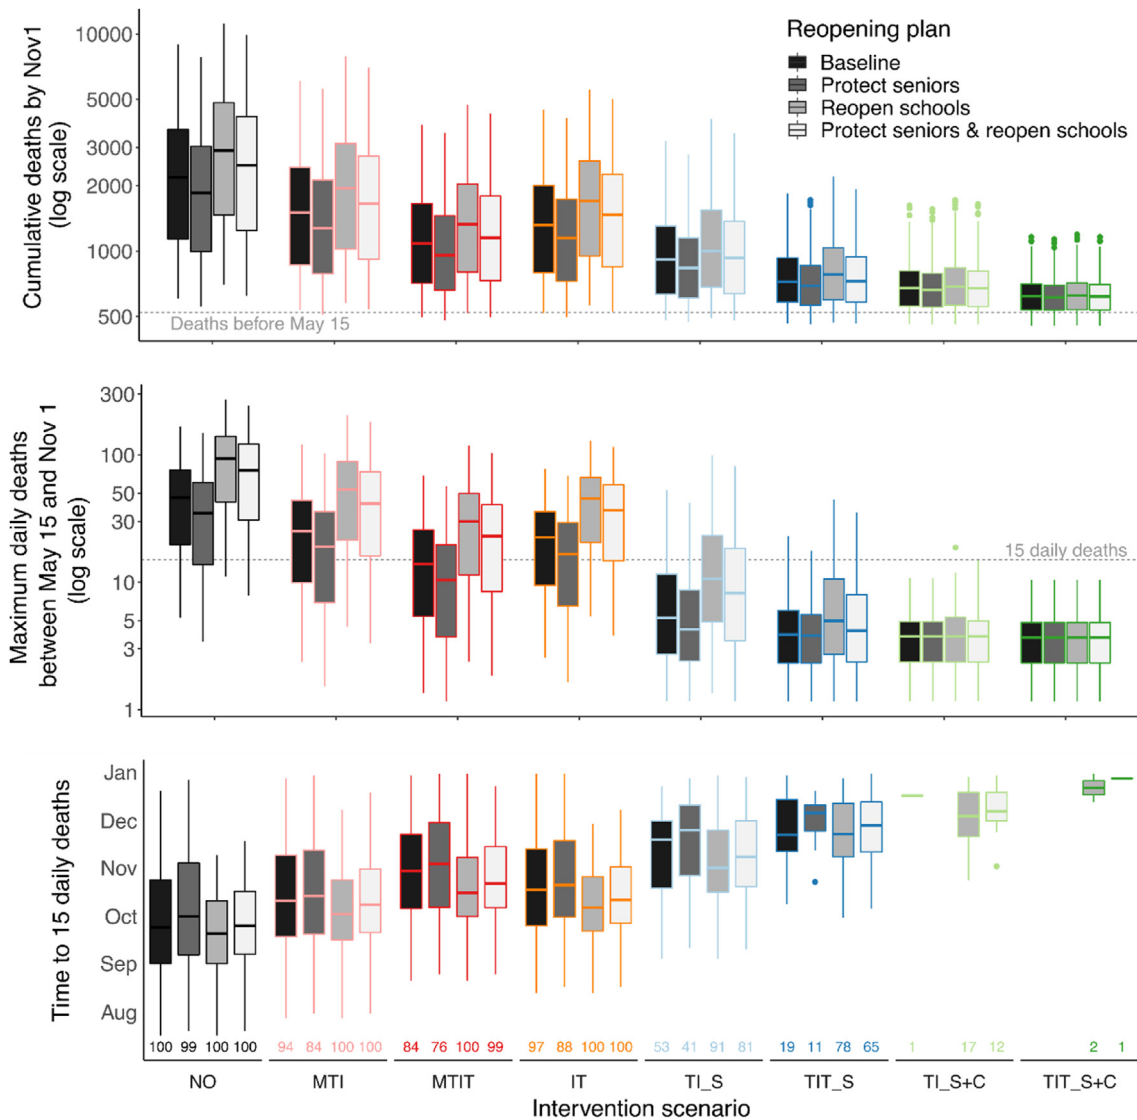 Cumulative deaths by Nov1
(log scale)
10000
5000
3000
2000
1000
500
Deaths before May 15
Reopening plan
Baseline
Protect seniors
Reopen schools
Protect seniors & reopen schools
Maximum daily deaths
between May 15 and Nov 1
(log scale)
300
100
50
30
10
5
3
1
15 daily deaths
Time to 15 daily deaths
Jan
Dec
Nov
Oct
Sep
Aug
100 99 100 100 94 84 100 100 84 76 100 99 97 88 100 100 53 41 91 81 19 11 78 65 1 17 12 2 1
NO MTI MTIT IT TI_S TIT_S TI_S+C TIT_S+C
Intervention scenario